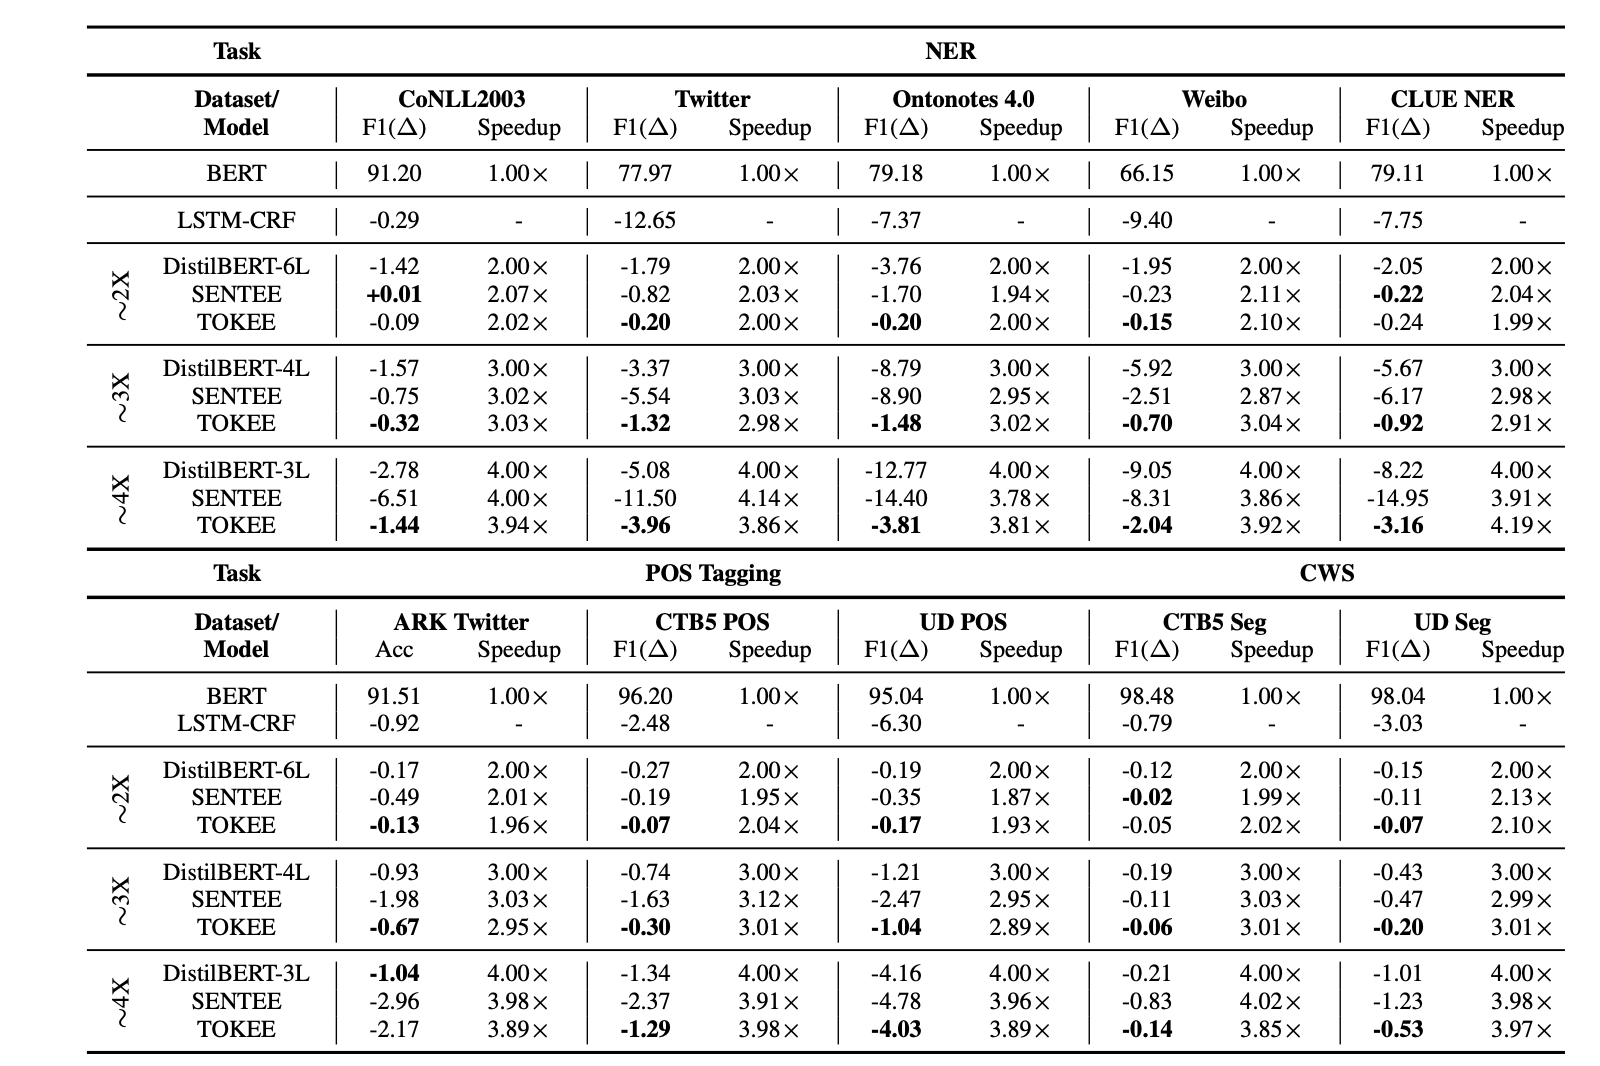 Task NER
Dataset/ CoNLL2003 Twitter Ontonotes 4.0 Weibo CLUE NER
Model F1(Δ) Speedup F1(Δ) Speedup F1(Δ) Speedup F1(Δ) Speedup F1(Δ) Speedup
BERT 91.20 1.00× 77.97 1.00× 79.18 1.00× 66.15 1.00× 79.11 1.00×
LSTM-CRF -0.29 - -12.65 - -7.37 - -9.40 - -7.75 -
~2X
DistilBERT-6L -1.42 2.00× -1.79 2.00× -3.76 2.00× -1.95 2.00× -2.05 2.00×
SENTEE +0.01 2.07× -0.82 2.03× -1.70 1.94× -0.23 2.11× -0.22 2.04×
TOKEE -0.09 2.02× -0.20 2.00× -0.20 2.00× -0.15 2.10× -0.24 1.99×
~3X
DistilBERT-4L -1.57 3.00× -3.37 3.00× -8.79 3.00× -5.92 3.00× -5.67 3.00×
SENTEE -0.75 3.02× -5.54 3.03× -8.90 2.95× -2.51 2.87× -6.17 2.98×
TOKEE -0.32 3.03× -1.32 2.98× -1.48 3.02× -0.70 3.04× -0.92 2.91×
~4X
DistilBERT-3L -2.78 4.00× -5.08 4.00× -12.77 4.00× -9.05 4.00× -8.22 4.00×
SENTEE -6.51 4.00× -11.50 4.14× -14.40 3.78× -8.31 3.86× -14.95 3.91×
TOKEE -1.44 3.94× -3.96 3.86× -3.81 3.81× -2.04 3.92× -3.16 4.19×
Task POS Tagging CWS
Dataset/ ARK Twitter CTB5 POS UD POS CTB5 Seg UD Seg
Model Acc Speedup F1(Δ) Speedup F1(Δ) Speedup F1(Δ) Speedup F1(Δ) Speedup
BERT 91.51 1.00× 96.20 1.00× 95.04 1.00× 98.48 1.00× 98.04 1.00×
LSTM-CRF -0.92 - -2.48 - -6.30 - -0.79 - -3.03 -
~2X
DistilBERT-6L -0.17 2.00× -0.27 2.00× -0.19 2.00× -0.12 2.00× -0.15 2.00×
SENTEE -0.49 2.01× -0.19 1.95× -0.35 1.87× -0.02 1.99× -0.11 2.13×
TOKEE -0.13 1.96× -0.07 2.04× -0.17 1.93× -0.05 2.02× -0.07 2.10×
~3X
DistilBERT-4L -0.93 3.00× -0.74 3.00× -1.21 3.00× -0.19 3.00× -0.43 3.00×
SENTEE -1.98 3.03× -1.63 3.12× -2.47 2.95× -0.11 3.03× -0.47 2.99×
TOKEE -0.67 2.95× -0.30 3.01× -1.04 2.89× -0.06 3.01× -0.20 3.01×
~4X
DistilBERT-3L -1.04 4.00× -1.34 4.00× -4.16 4.00× -0.21 4.00× -1.01 4.00×
SENTEE -2.96 3.98× -2.37 3.91× -4.78 3.96× -0.83 4.02× -1.23 3.98×
TOKEE -2.17 3.89× -1.29 3.98× -4.03 3.89× -0.14 3.85× -0.53 3.97×